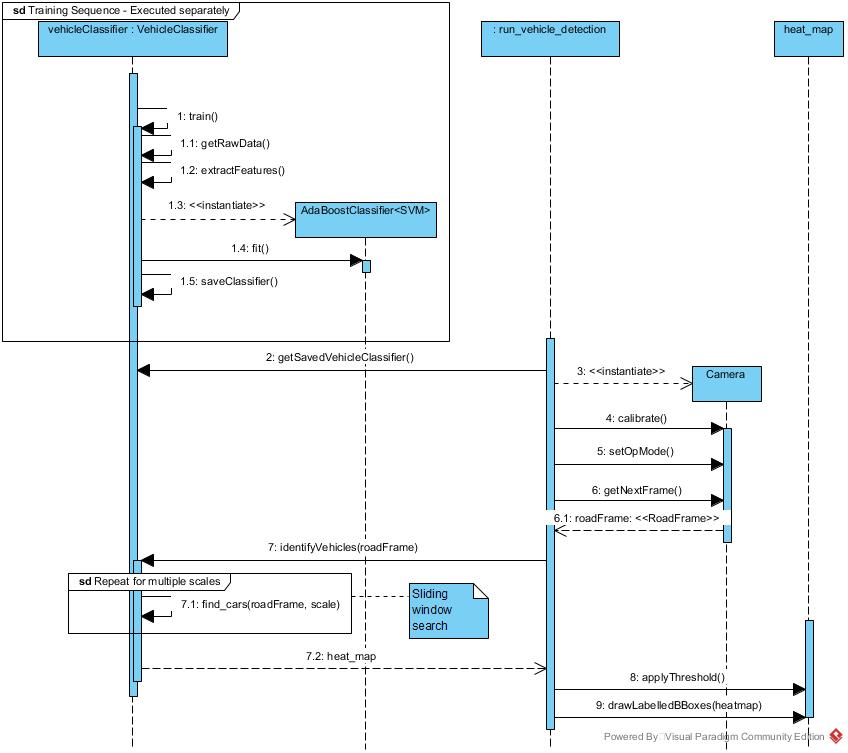 sd Training Sequence - Executed separately
vehicleClassifier : VehicleClassifier
: run_vehicle_detection
heat_map
1: train()
1.1: getRawData()
1.2: extractFeatures()
1.3: <<instantiate>>
AdaBoostClassifier<SVM>
1.4: fit()
1.5: saveClassifier()
2: getSavedVehicleClassifier()
3: <<instantiate>>
Camera
4: calibrate()
5: setOpMode()
6: getNextFrame()
6.1: roadFrame: <<RoadFrame>>
7: identifyVehicles(roadFrame)
sd Repeat for multiple scales
7.1: find_cars(roadFrame, scale)
Sliding
window
search
7.2: heat_map
8: applyThreshold()
9: drawLabelledBBoxes(heatmap)
Powered By Visual Paradigm Community Edition